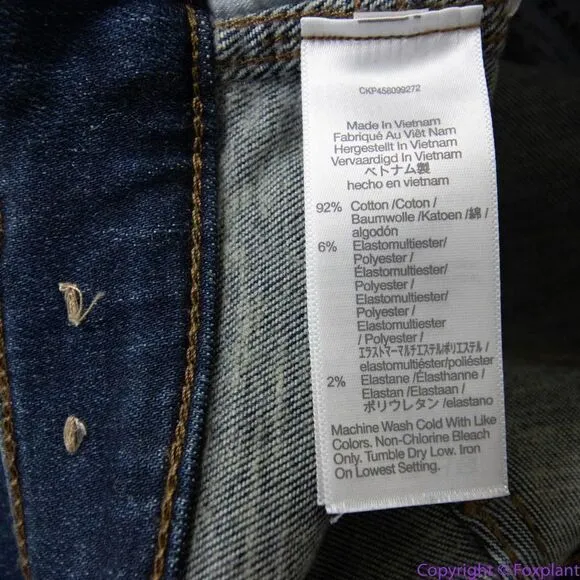 CKP458099272
Made In Vietnam
Fabriqué Au Viêt Nam
Hergestellt In Vietnam
Vervaardigd In Vietnam
ベトナム製
hecho en vietnam
92% Cotton /Coton /
Baumwolle /Katoen /綿 /
algodón
6% Elastomultiester/
Polyester /
Élastomultiester/
Polyester /
Elastomultiester/
Polyester /
Elastomultiester
/ Polyester /
エラストマーマルチエステル/ポリエステル /
elastomultiéster/poliéster
2% Elastane /Élasthanne /
Elastan /Elastaan /
ポリウレタン /elastano
Machine Wash Cold With Like
Colors. Non-Chlorine Bleach
Only. Tumble Dry Low. Iron
On Lowest Setting.
Copyright © Foxplant